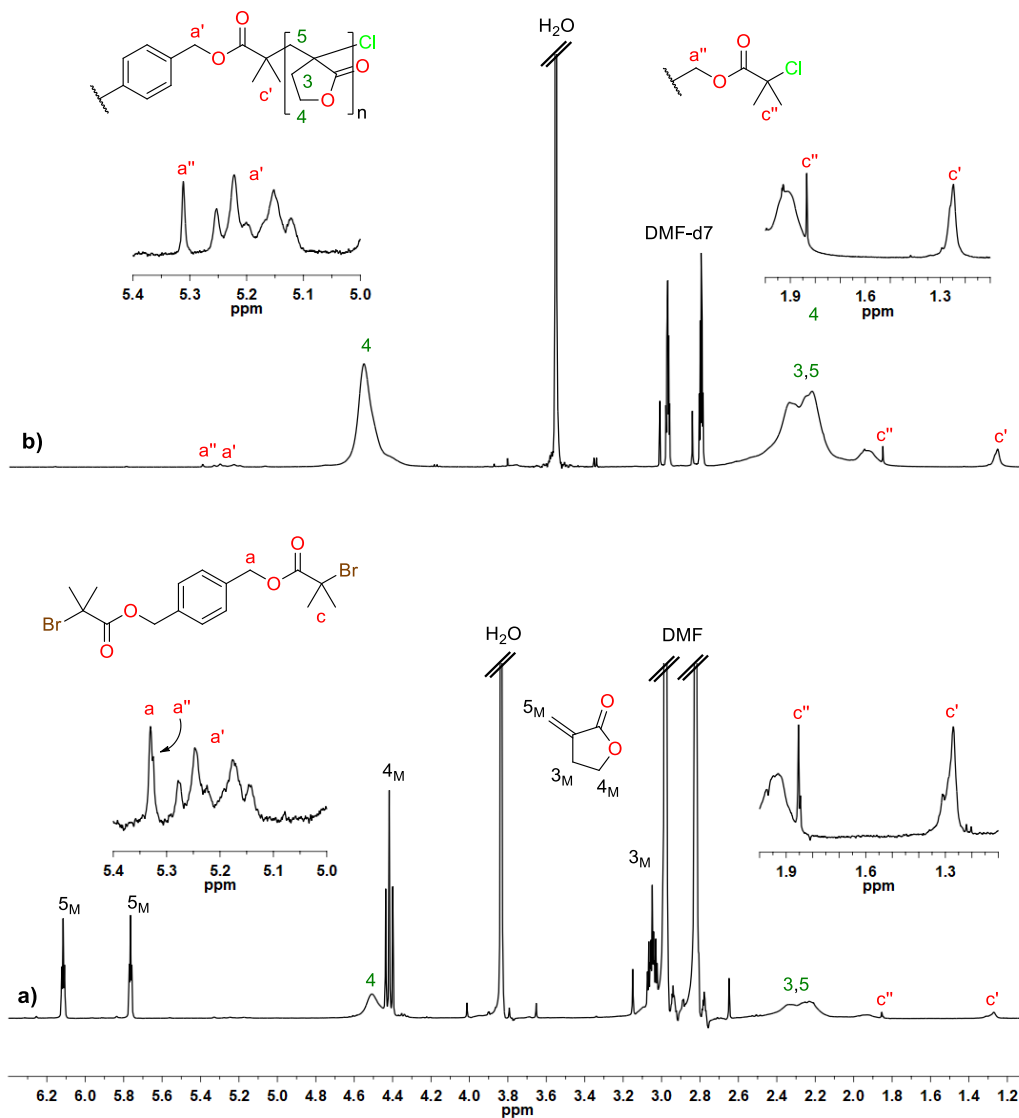 a'
O
O
5
Cl
O
3
O
4
n
c'
H₂O
a''
O
O
Cl
c''
a''
a'
5.4
5.3
5.2
5.1
5.0
ppm
DMF-d7
c''
c'
1.9
1.6
1.3
ppm
4
4
3,5
b)
a''
a'
c''
c'
Br
O
O
a
O
O
Br
c
H₂O
DMF
5M
O
O
3M
4M
a
a''
a'
5.4
5.3
5.2
5.1
5.0
ppm
c''
c'
1.9
1.6
1.3
ppm
4M
3M
5M
5M
4
3,5
a)
c''
c'
6.2 6.0 5.8 5.6 5.4 5.2 5.0 4.8 4.6 4.4 4.2 4.0 3.8 3.6 3.4 3.2 3.0 2.8 2.6 2.4 2.2 2.0 1.8 1.6 1.4 1.2
ppm